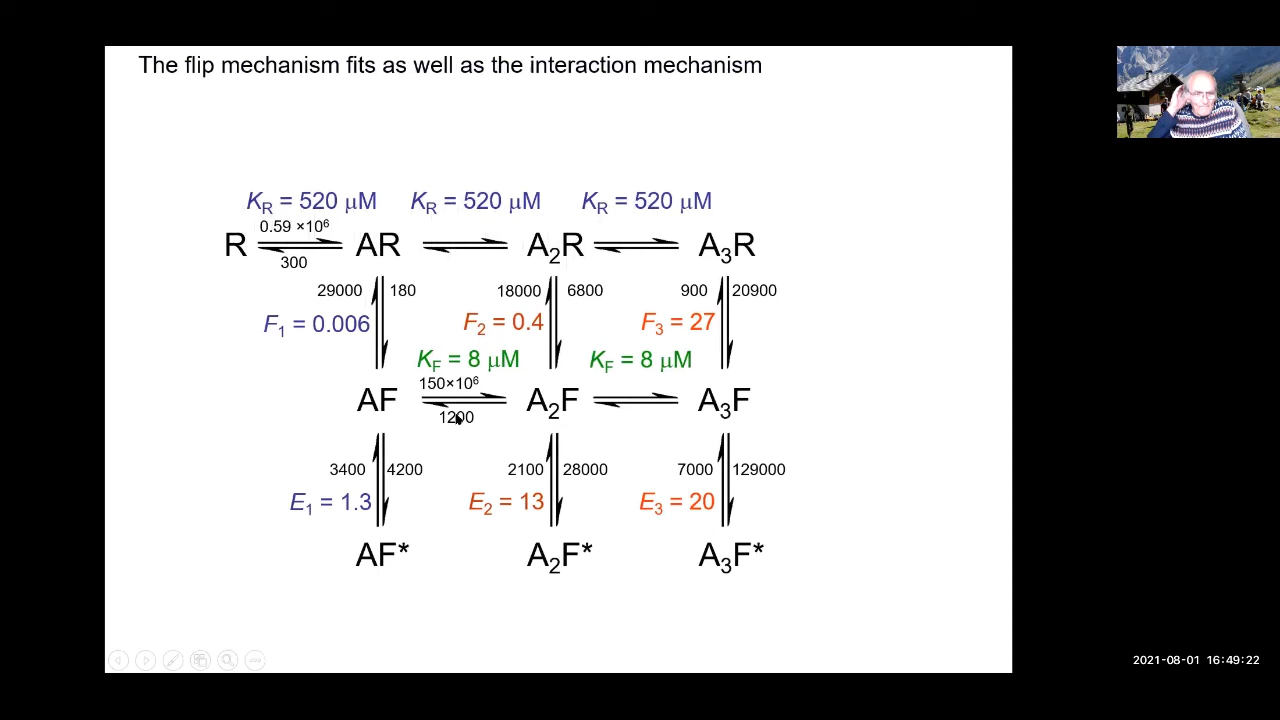 The flip mechanism fits as well as the interaction mechanism
K_R = 520 μM K_R = 520 μM K_R = 520 μM
0.59 ×10⁶
R AR A₂R A₃R
300
29000 180 18000 6800 900 20900
F₁ = 0.006 F₂ = 0.4 F₃ = 27
K_F = 8 μM K_F = 8 μM
150×10⁶
AF A₂F A₃F
1200
3400 4200 2100 28000 7000 129000
E₁ = 1.3 E₂ = 13 E₃ = 20
AF* A₂F* A₃F*
2021-08-01 16:49:22